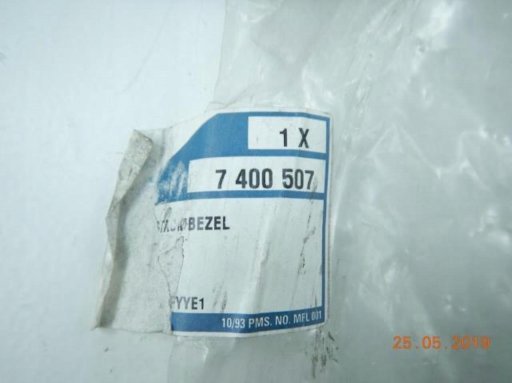 1 X
7 400 507
BEZEL
YYE1
10/93 PMS. NO. MFL 001
25.05.2019